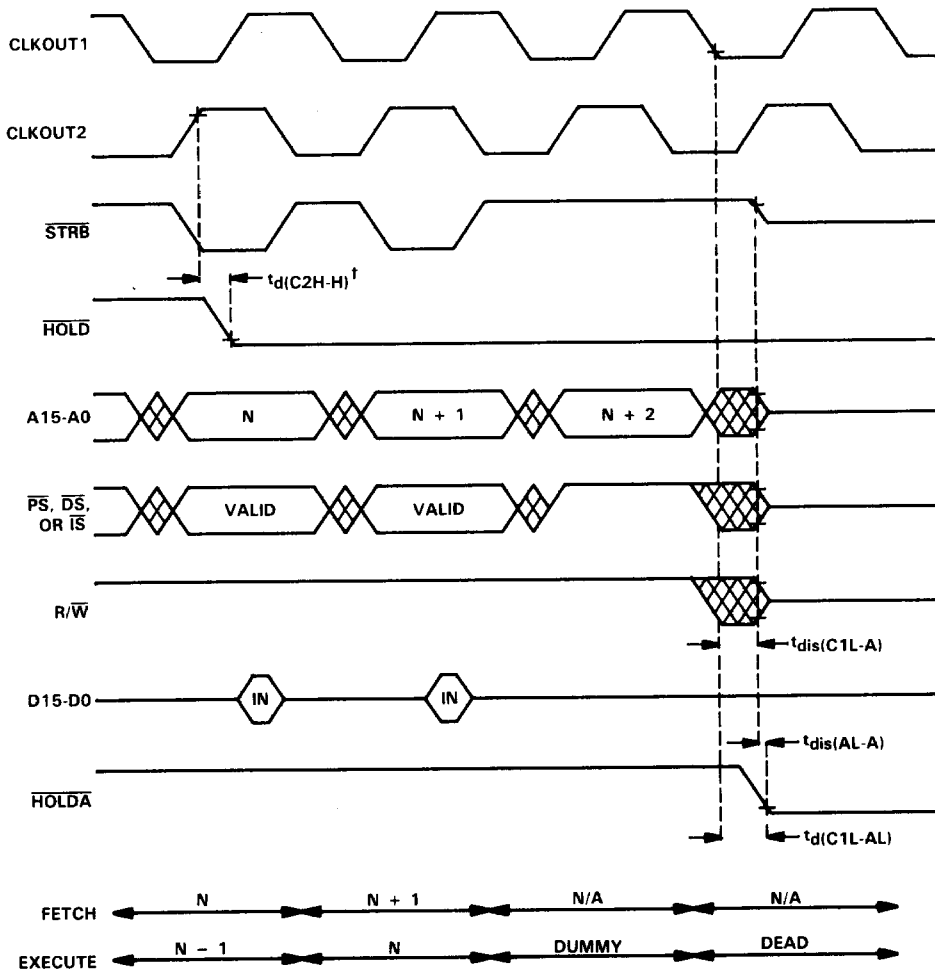 CLKOUT1
CLKOUT2
STRB
td(C2H-H)†
HOLD
A15-A0 N N + 1 N + 2
PS, DS,
OR IS
VALID VALID
R/W
tdis(C1L-A)
D15-D0 IN IN
tdis(AL-A)
HOLDA
td(C1L-AL)
FETCH N N + 1 N/A N/A
EXECUTE N − 1 N DUMMY DEAD